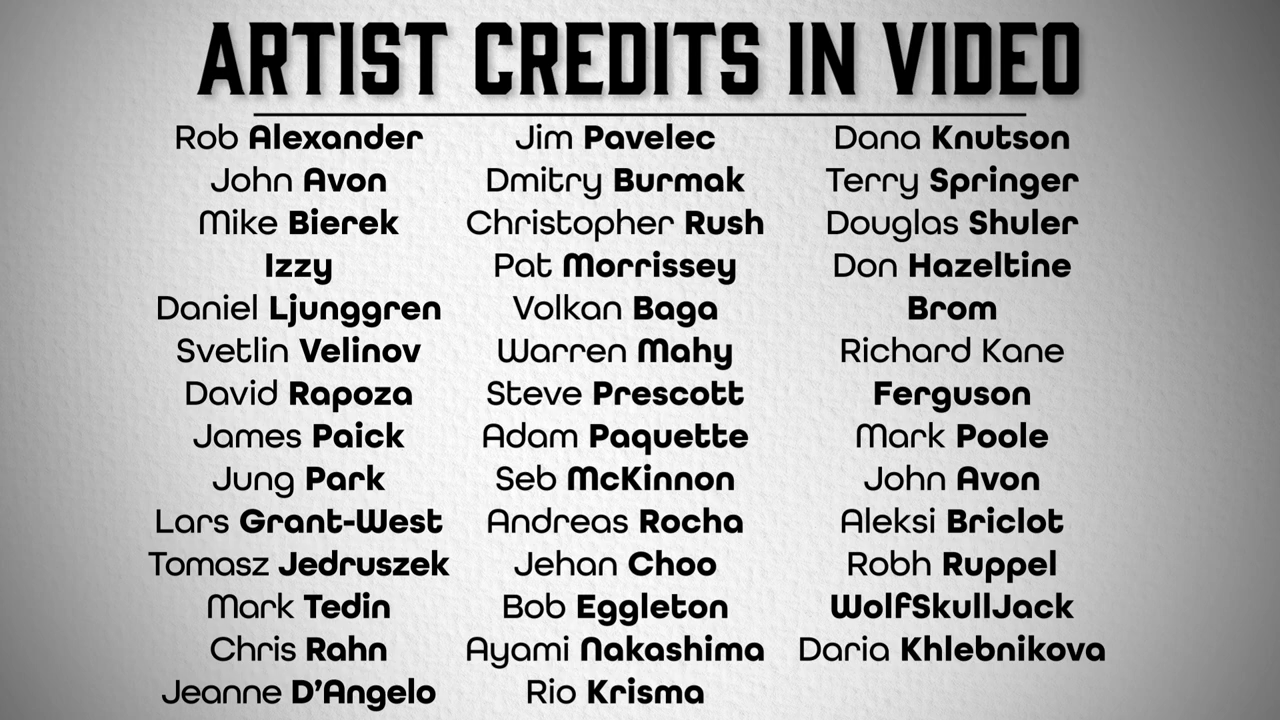 ARTIST CREDITS IN VIDEO
Rob Alexander
John Avon
Mike Bierek
Izzy
Daniel Ljunggren
Svetlin Velinov
David Rapoza
James Paick
Jung Park
Lars Grant-West
Tomasz Jedruszek
Mark Tedin
Chris Rahn
Jeanne D'Angelo
Jim Pavelec
Dmitry Burmak
Christopher Rush
Pat Morrissey
Volkan Baga
Warren Mahy
Steve Prescott
Adam Paquette
Seb McKinnon
Andreas Rocha
Jehan Choo
Bob Eggleton
Ayami Nakashima
Rio Krisma
Dana Knutson
Terry Springer
Douglas Shuler
Don Hazeltine
Brom
Richard Kane
Ferguson
Mark Poole
John Avon
Aleksi Briclot
Robh Ruppel
WolfSkullJack
Daria Khlebnikova